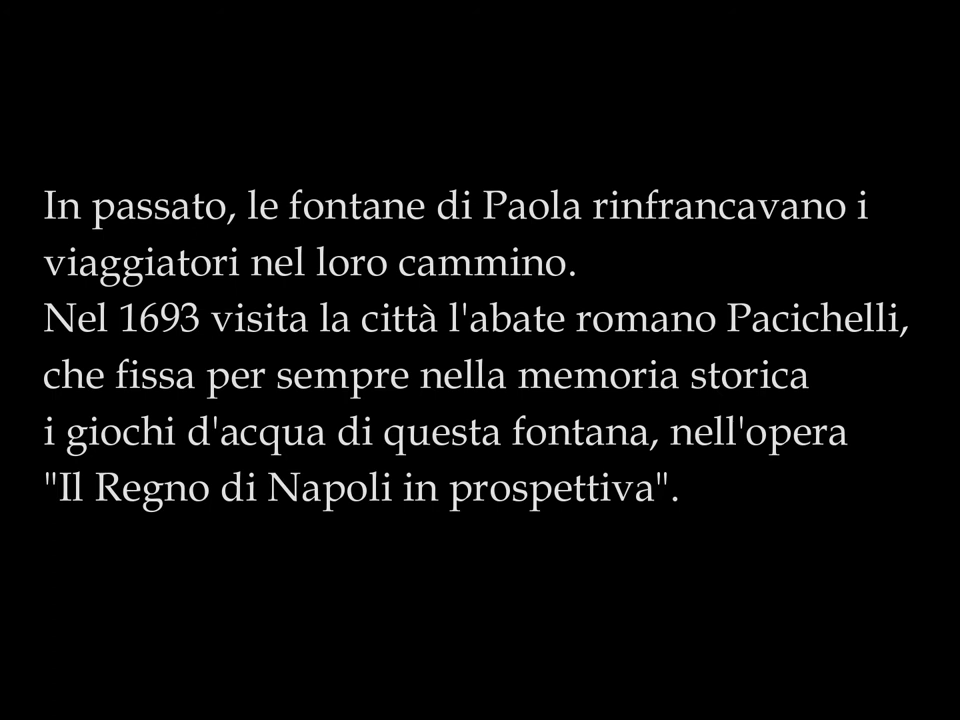 In passato, le fontane di Paola rinfrancavano i
viaggiatori nel loro cammino.
Nel 1693 visita la città l'abate romano Pacichelli,
che fissa per sempre nella memoria storica
i giochi d'acqua di questa fontana, nell'opera
"Il Regno di Napoli in prospettiva".